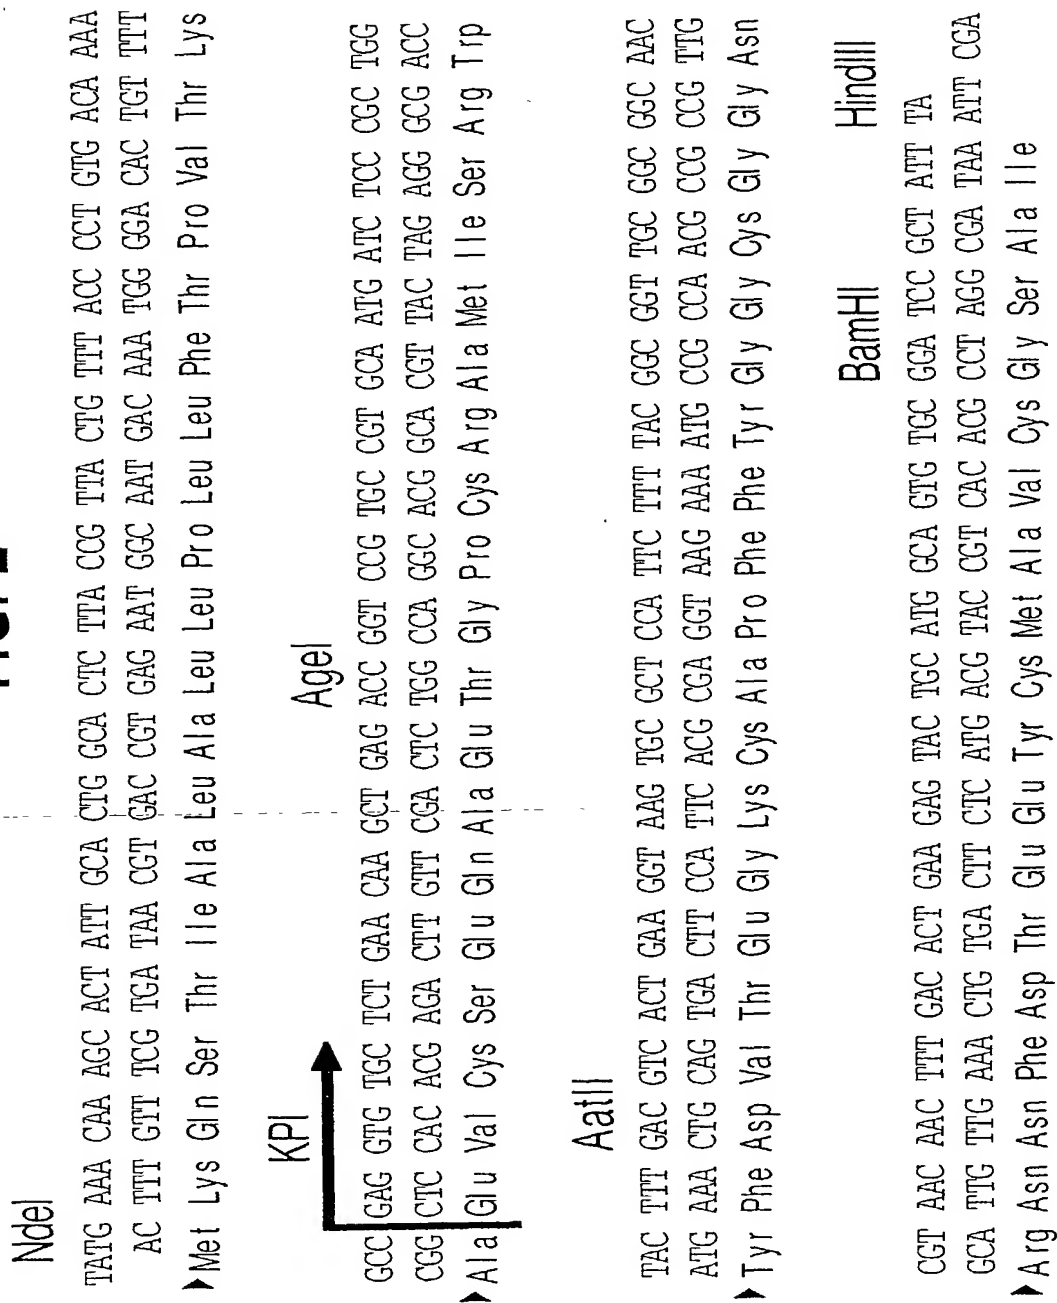 NdeI
TATG AAA CAA AGC ACT ATT GCA CTG GCA CTC TTA CCG TTA CTG TTT ACC CCT GTG ACA AAA
AC TTT GTT TCG TGA TAA CGT GAC CGT GAG AAT GGC AAT GAC AAA TGG GGA CAC TGT TTT
Met Lys Gln Ser Thr Ile Ala Leu Ala Leu Leu Pro Leu Leu Phe Thr Pro Val Thr Lys
KPI AgeI
GCC GAG GTG TGC TCT GAA CAA GCT GAG ACC GGT CCG TGC CGT GCA ATG ATC TCC CGC TGG
CGG CTC CAC ACG AGA CTT GTT CGA CTC TGG CCA GGC ACG GCA CGT TAC TAG AGG GCG ACC
Ala Glu Val Cys Ser Glu Gln Ala Glu Thr Gly Pro Cys Arg Ala Met Ile Ser Arg Trp
AatII
TAC TTT GAC GTC ACT GAA GGT AAG TGC GCT CCA TTC TTT TAC GGC GGT TGC GGC GGC AAC
ATG AAA CTG CAG TGA CTT CCA TTC ACG CGA GGT AAG AAA ATG CCG CCA ACG CCG CCG TTG
Tyr Phe Asp Val Thr Glu Gly Lys Cys Ala Pro Phe Phe Tyr Gly Gly Cys Gly Gly Asn
BamHI HindIII
CGT AAC AAC TTT GAC ACT GAA GAG TAC TGC ATG GCA GTG TGC GGA TCC GCT ATT TA
GCA TTG TTG AAA CTG TGA CTT CTC ATG ACG TAC CGT CAC ACG CCT AGG CGA TAA ATT CGA
Arg Asn Asn Phe Asp Thr Glu Glu Tyr Cys Met Ala Val Cys Gly Ser Ala Ile